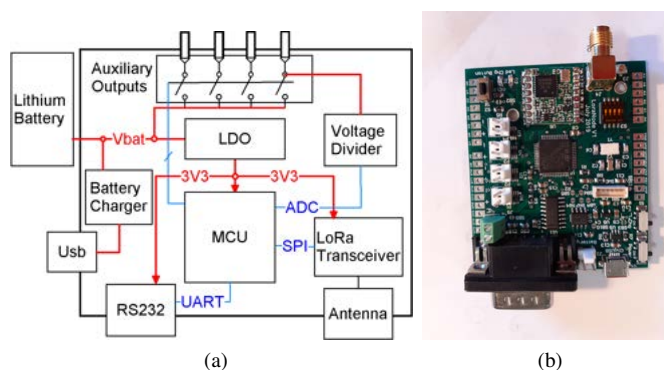 Auxiliary
Outputs
Lithium
Battery
Vbat
LDO
Voltage
Divider
Battery
Charger
3V3
3V3
ADC
MCU
SPI
LoRa
Transceiver
Usb
RS232
UART
Antenna
(a)
(b)